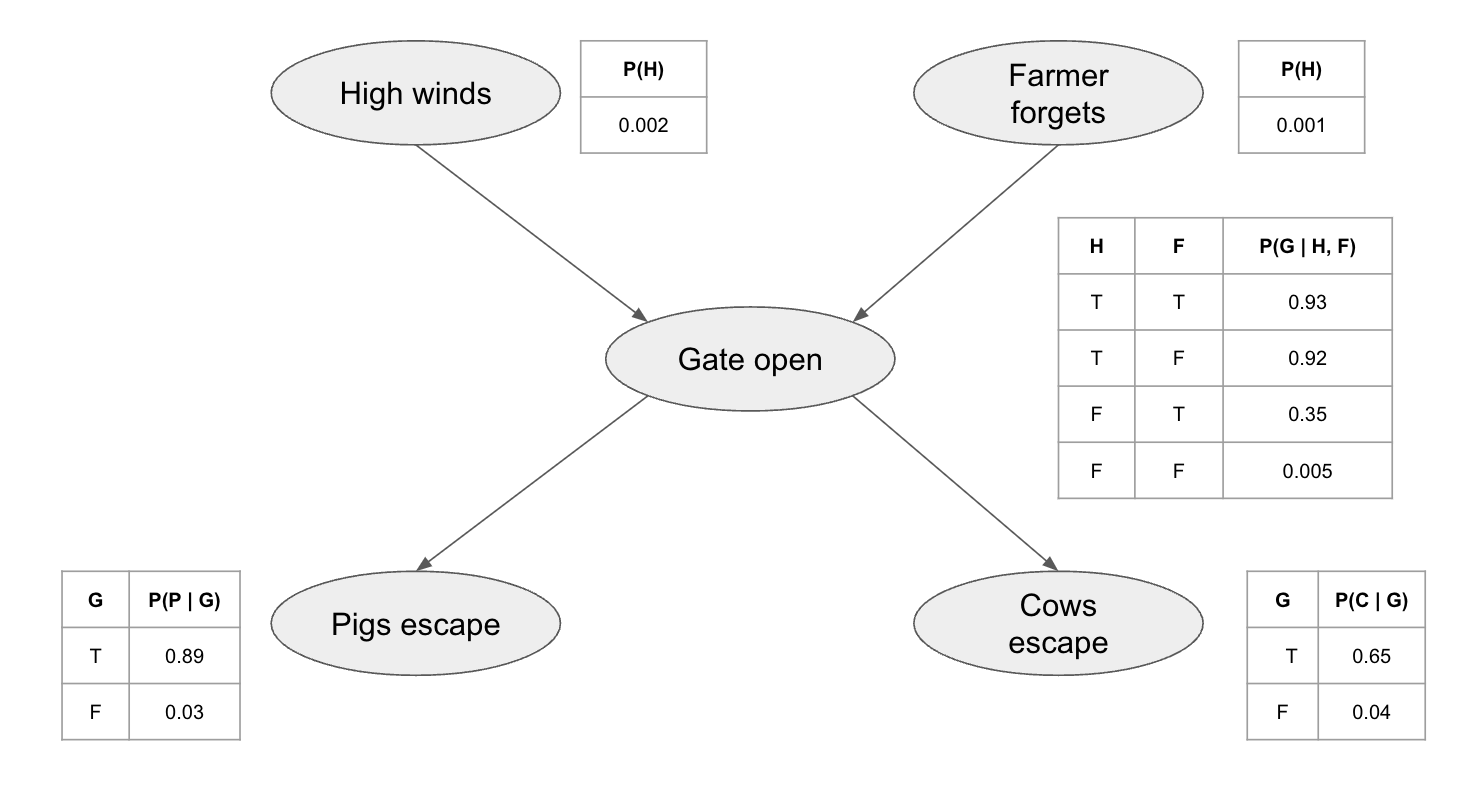 High winds
P(H)
0.002
Farmer
forgets
P(H)
0.001
H F P(G | H, F)
T T 0.93
T F 0.92
F T 0.35
F F 0.005
Gate open
G P(P | G)
T 0.89
F 0.03
Pigs escape
Cows
escape
G P(C | G)
T 0.65
F 0.04